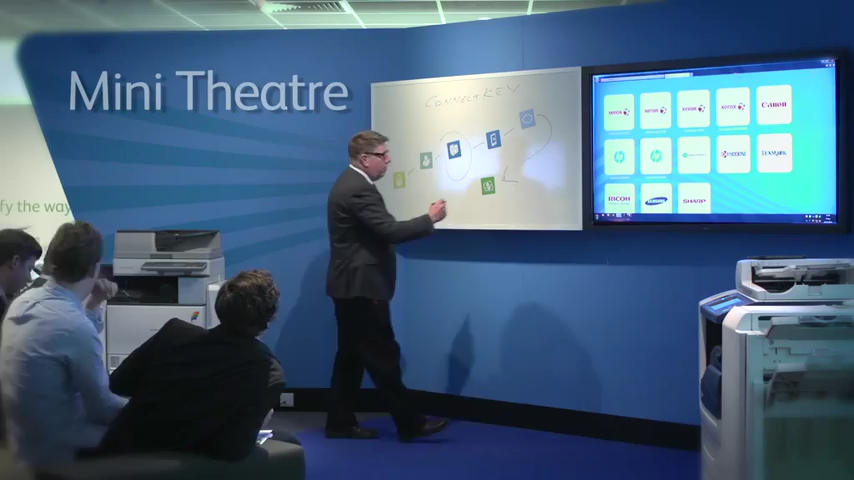 Mini Theatre
CONNECTKEY
fy the way
xerox xerox xerox xerox Canon
hp hp KYOCERA LEXMARK
RICOH SAMSUNG SHARP